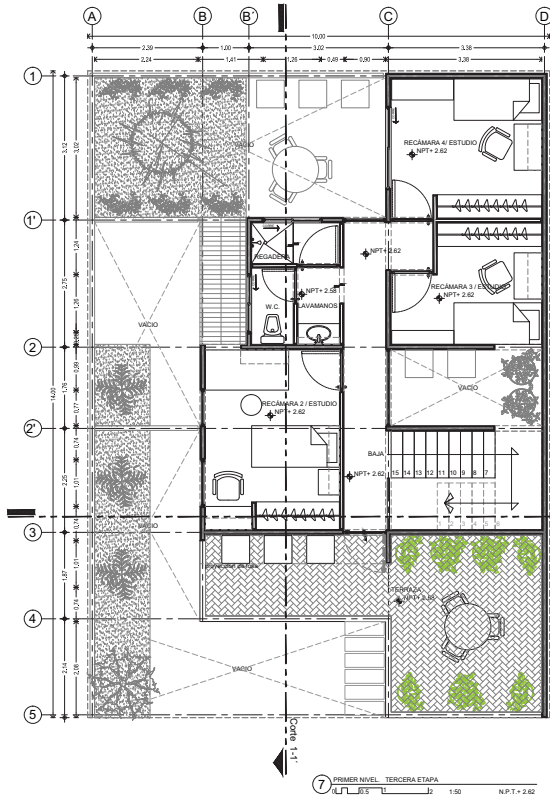 A B B' C D
10.00
2.39 1.00 3.02 3.38
2.24 1.41 1.26 0.49 0.90 3.38
1
3.12
3.02
VACIO
RECÁMARA 4/ ESTUDIO
NPT+ 2.62
1'
REGADERA
NPT+ 2.62
1.24
2.75
NPT+ 2.58
RECÁMARA 3 / ESTUDIO
NPT+ 2.62
W.C.
LAVAMANOS
1.26
VACIO
2
14.00
0.99
1.76
VACIO
0.77
RECÁMARA 2 / ESTUDIO
NPT+ 2.62
2'
0.74
BAJA
2.25
1.01
NPT+ 2.62
15 14 13 12 11 10 9 8 7
0.74
VACIO
3
proyección de losa
1.01
1.87
TERRAZA
0.74
4
2.14
2.08
VACIO
5
Corte 1-1'
7 PRIMER NIVEL. TERCERA ETAPA
0 0.5 1 2 1:50 N.P.T.+ 2.62